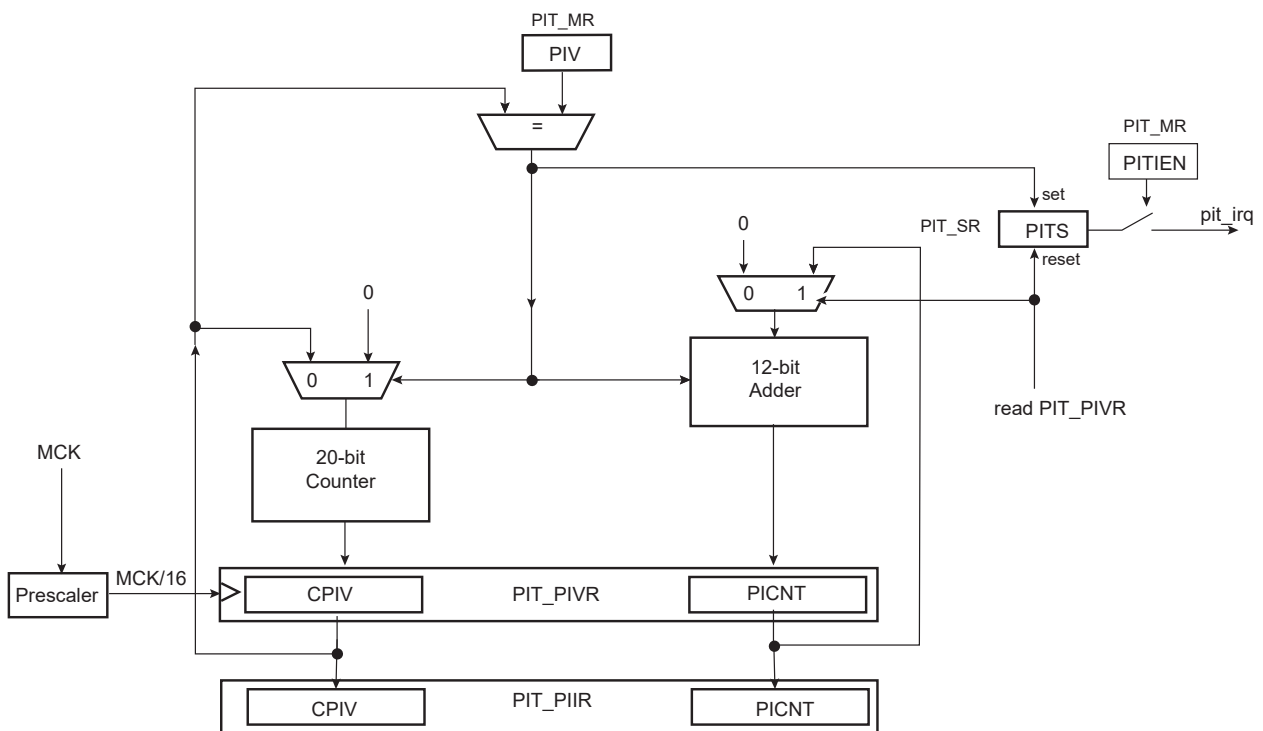 PIT_MR
PIV
=
PIT_MR
PITIEN
set
PIT_SR
PITS
pit_irq
reset
0
0 1
0
0 1
12-bit
Adder
read PIT_PIVR
MCK
20-bit
Counter
Prescaler
MCK/16
CPIV
PIT_PIVR
PICNT
CPIV
PIT_PIIR
PICNT